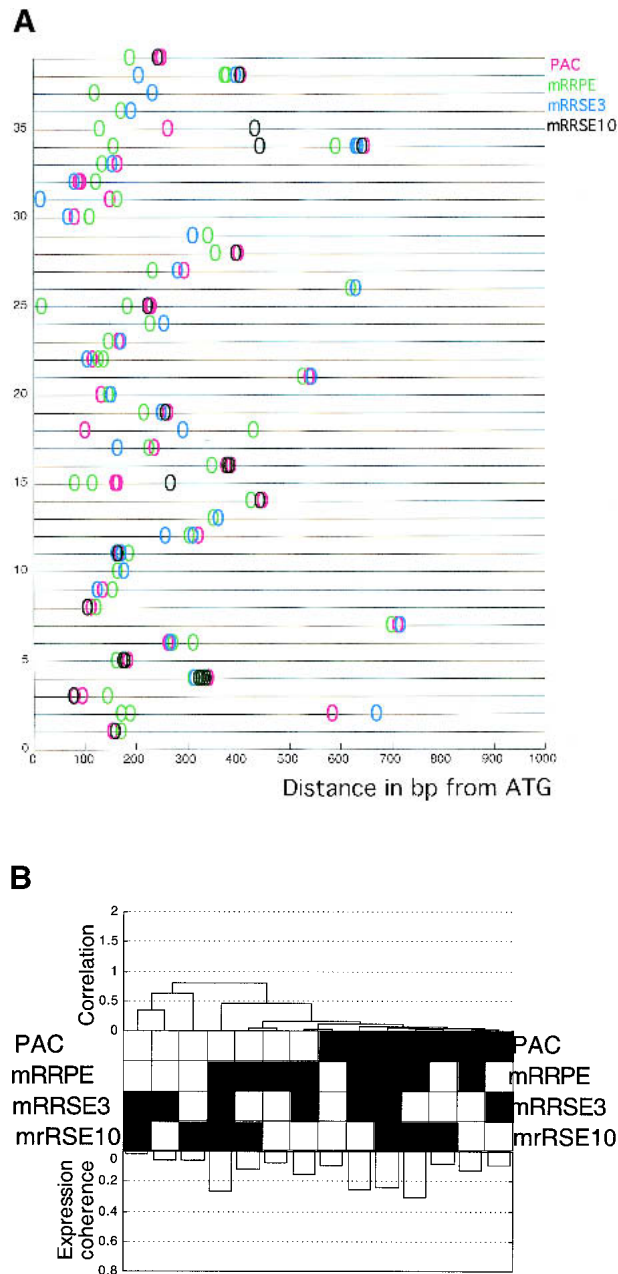 A
PAC
mRRPE
mRRSE3
mRRSE10
35
30
25
20
15
10
5
0
0 100 200 300 400 500 600 700 800 900 1000
Distance in bp from ATG
B
Correlation
2
1.5
1
0.5
0
PAC PAC
mRRPE mRRPE
mRRSE3 mRRSE3
mrRSE10 mrRSE10
Expression
coherence
0
0.2
0.4
0.6
0.8